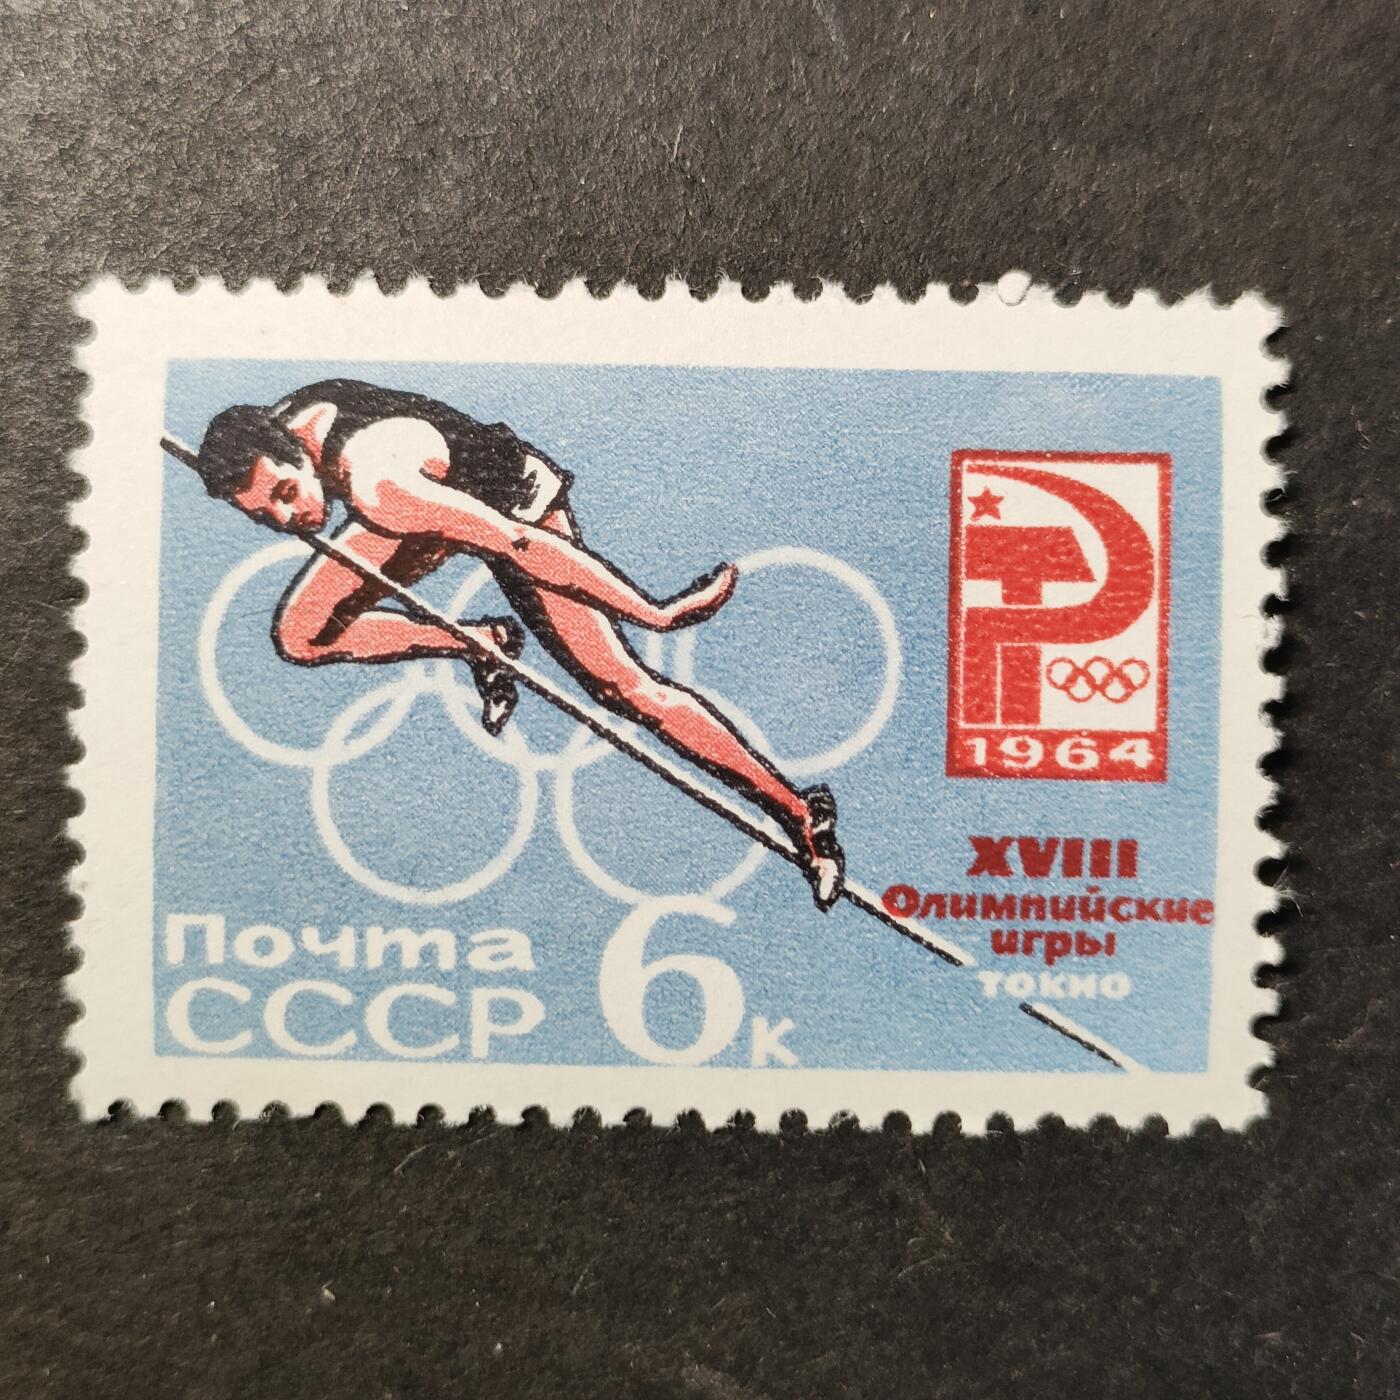 1964
XVIII
Олимпийские
игры
ТОКИО
Почта
СССР 6к